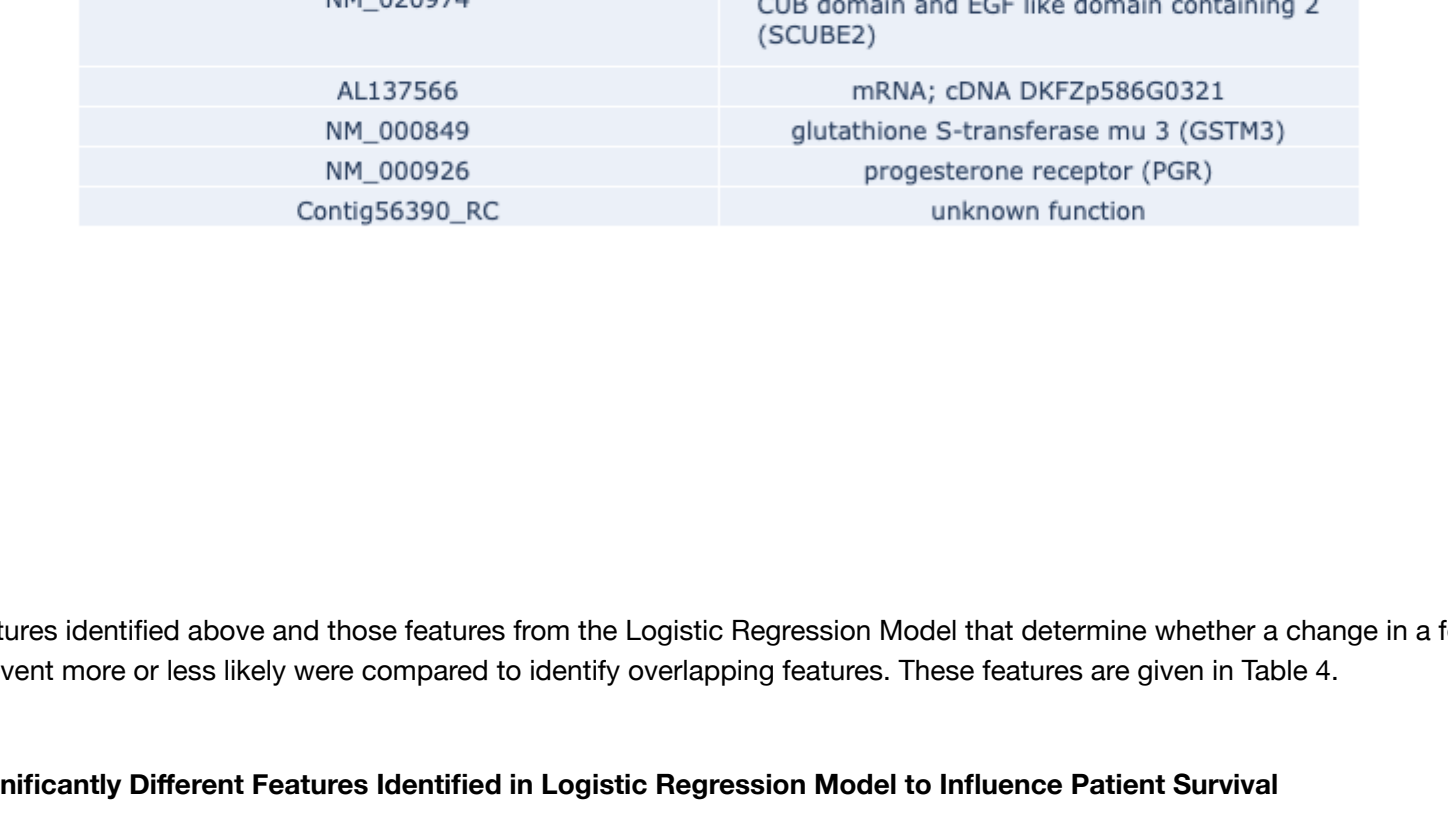 NM_020974
CUB domain and EGF like domain containing 2
(SCUBE2)
AL137566
mRNA; cDNA DKFZp586G0321
NM_000849
glutathione S-transferase mu 3 (GSTM3)
NM_000926
progesterone receptor (PGR)
Contig56390_RC
unknown function
tures identified above and those features from the Logistic Regression Model that determine whether a change in a
vent more or less likely were compared to identify overlapping features. These features are given in Table 4.
nificantly Different Features Identified in Logistic Regression Model to Influence Patient Survival